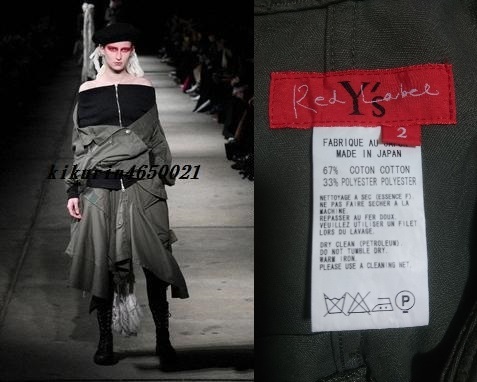 kikurin4650021
Red Label
Y's
2
FABRIQUE AU JAPON
MADE IN JAPAN
67% COTON COTTON
33% POLYESTER POLYESTER
NETTOYAGE A SEC (ESSENCE F).
NE PAS FAIRE SECHER A LA
MACHINE
REPASSER AU FER DOUX.
VEUILLEZ UTILISER UN FILET
LORS DU LAVAGE.
DRY CLEAN (PETROLEUM).
DO NOT TUMBLE DRY.
WARM IRON.
PLEASE USE A CLEANING NET.
P